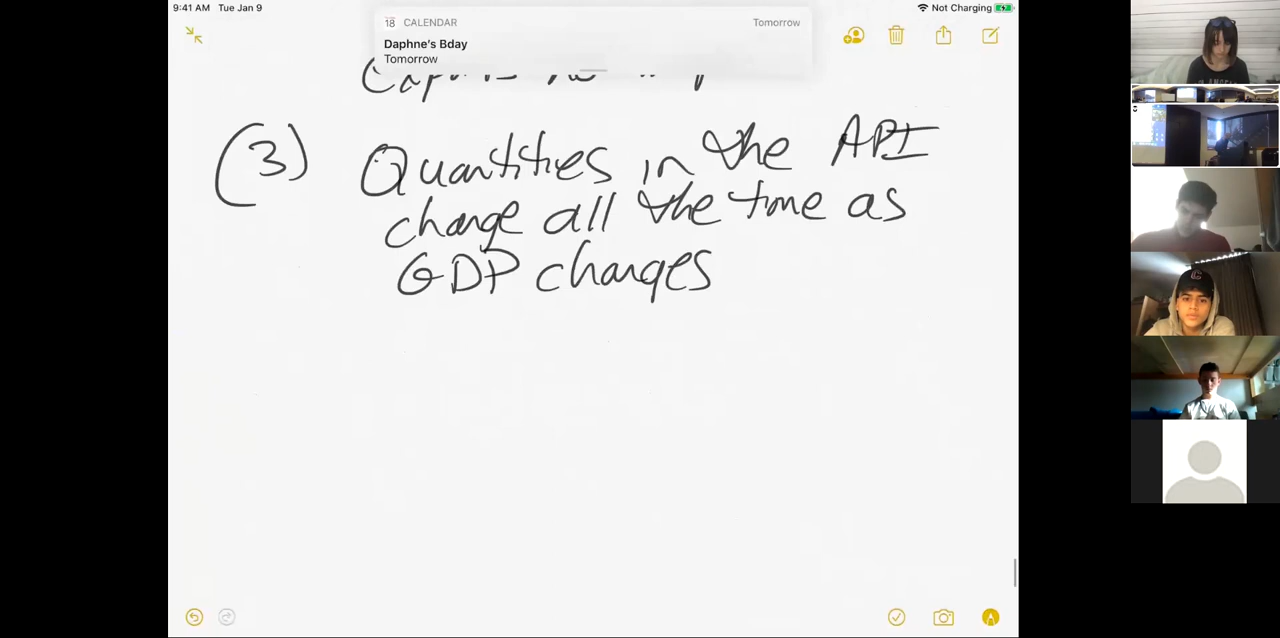 9:41 AM Tue Jan 9
Not Charging
18 CALENDAR
Tomorrow
Daphne's Bday
Tomorrow
(3) Quantities in the API
change all the time as
GDP changes
C